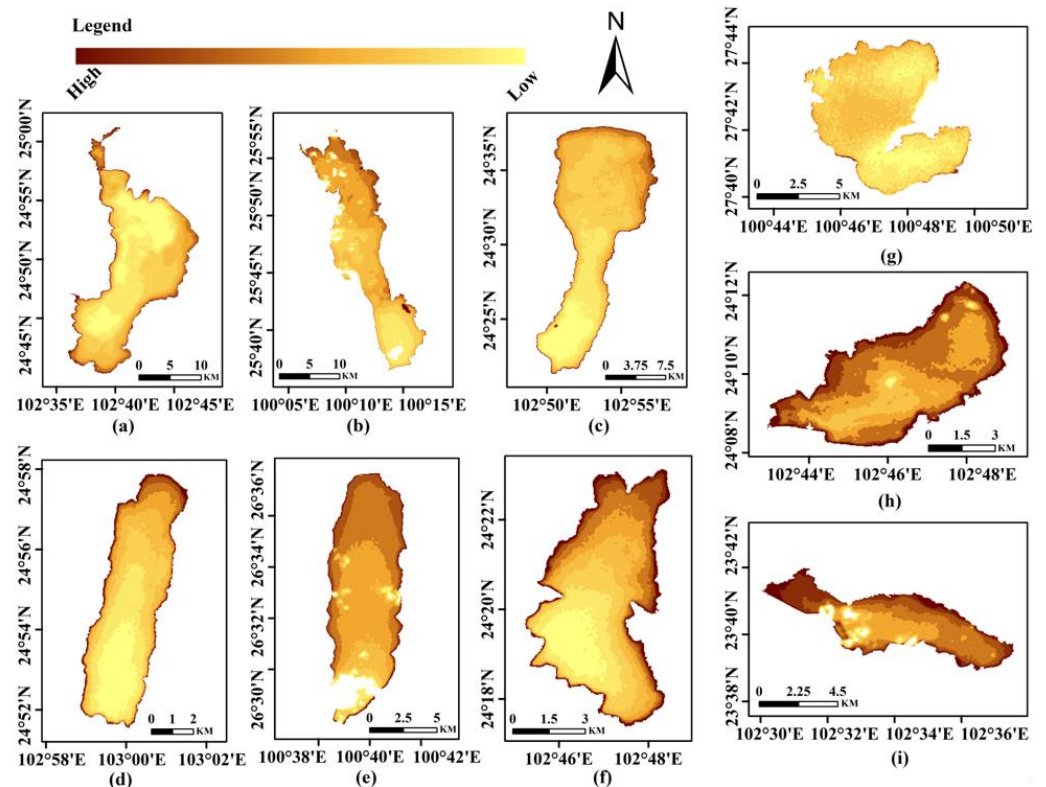 Legend
High
Low
N
25°00'N
24°55'N
24°50'N
24°45'N
0 5 10
KM
102°35'E 102°40'E 102°45'E
(a)
25°55'N
25°50'N
25°45'N
25°40'N
0 5 10
KM
100°05'E 100°10'E 100°15'E
(b)
24°35'N
24°30'N
24°25'N
0 3.75 7.5
KM
102°50'E 102°55'E
(c)
27°44'N
27°42'N
27°40'N
0 2.5 5
KM
100°44'E 100°46'E 100°48'E 100°50'E
(g)
24°12'N
24°10'N
24°08'N
0 1.5 3
KM
102°44'E 102°46'E 102°48'E
(h)
24°58'N
24°56'N
24°54'N
24°52'N
0 1 2
KM
102°58'E 103°00'E 103°02'E
(d)
26°36'N
26°34'N
26°32'N
26°30'N
0 2.5 5
KM
100°38'E 100°40'E 100°42'E
(e)
24°22'N
24°20'N
24°18'N
0 1.5 3
KM
102°46'E 102°48'E
(f)
23°42'N
23°40'N
23°38'N
0 2.25 4.5
KM
102°30'E 102°32'E 102°34'E 102°36'E
(i)